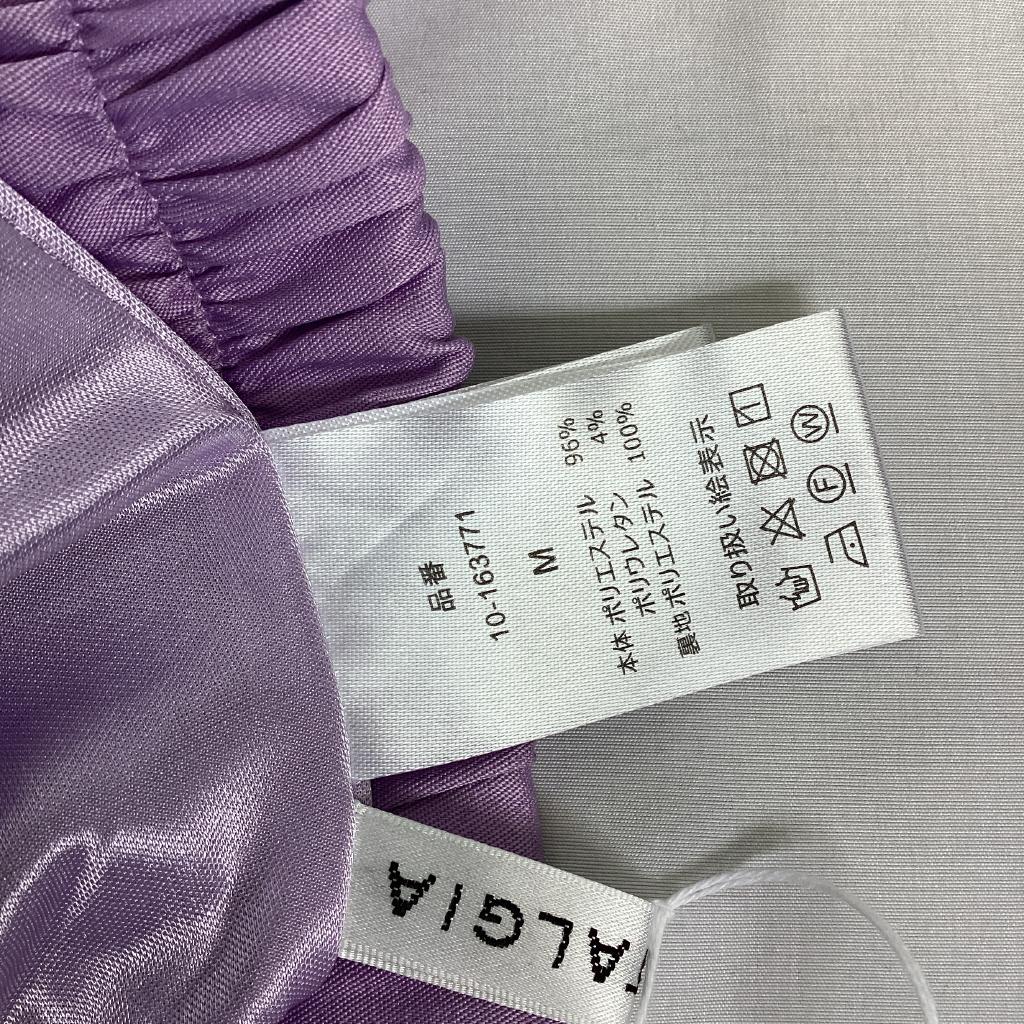 品番
10-163771
M
本体 ポリエステル 96%
ポリウレタン 4%
裏地 ポリエステル 100%
取り扱い絵表示
F W
ALGIA